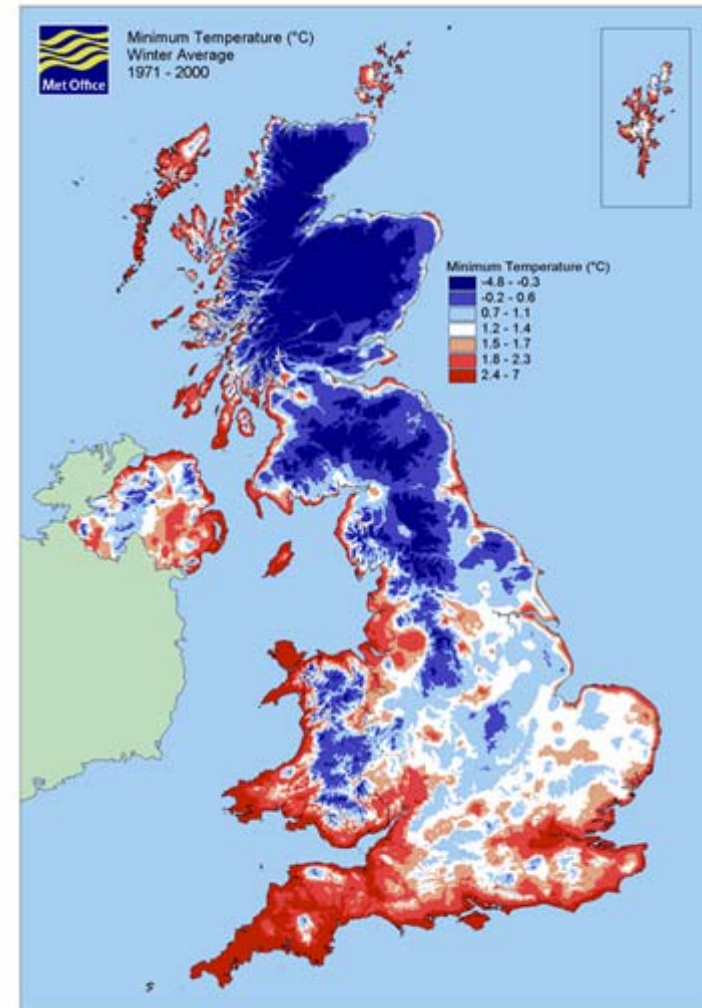 Met Office
Minimum Temperature (°C)
Winter Average
1971 - 2000
Minimum Temperature (°C)
-4.8 - -0.3
-0.2 - 0.6
0.7 - 1.1
1.2 - 1.4
1.5 - 1.7
1.8 - 2.3
2.4 - 7